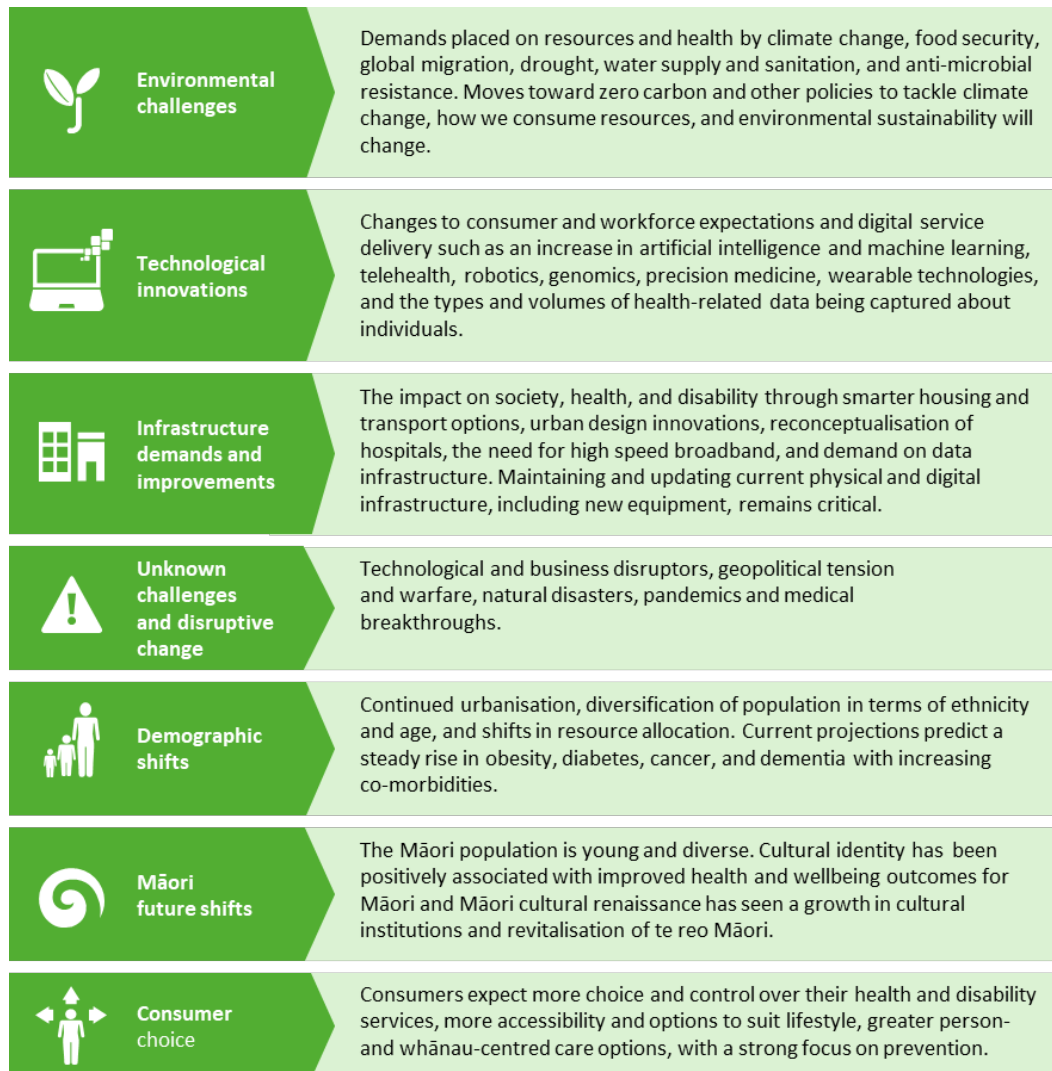 Environmental
challenges
Demands placed on resources and health by climate change, food security,
global migration, drought, water supply and sanitation, and anti-microbial
resistance. Moves toward zero carbon and other policies to tackle climate
change, how we consume resources, and environmental sustainability will
change.
Technological
innovations
Changes to consumer and workforce expectations and digital service
delivery such as an increase in artificial intelligence and machine learning,
telehealth, robotics, genomics, precision medicine, wearable technologies,
and the types and volumes of health-related data being captured about
individuals.
Infrastructure
demands and
improvements
The impact on society, health, and disability through smarter housing and
transport options, urban design innovations, reconceptualisation of
hospitals, the need for high speed broadband, and demand on data
infrastructure. Maintaining and updating current physical and digital
infrastructure, including new equipment, remains critical.
Unknown
challenges
and disruptive
change
Technological and business disruptors, geopolitical tension
and warfare, natural disasters, pandemics and medical
breakthroughs.
Demographic
shifts
Continued urbanisation, diversification of population in terms of ethnicity
and age, and shifts in resource allocation. Current projections predict a
steady rise in obesity, diabetes, cancer, and dementia with increasing
co-morbidities.
Māori
future shifts
The Māori population is young and diverse. Cultural identity has been
positively associated with improved health and wellbeing outcomes for
Māori and Māori cultural renaissance has seen a growth in cultural
institutions and revitalisation of te reo Māori.
Consumer
choice
Consumers expect more choice and control over their health and disability
services, more accessibility and options to suit lifestyle, greater person-
and whānau-centred care options, with a strong focus on prevention.